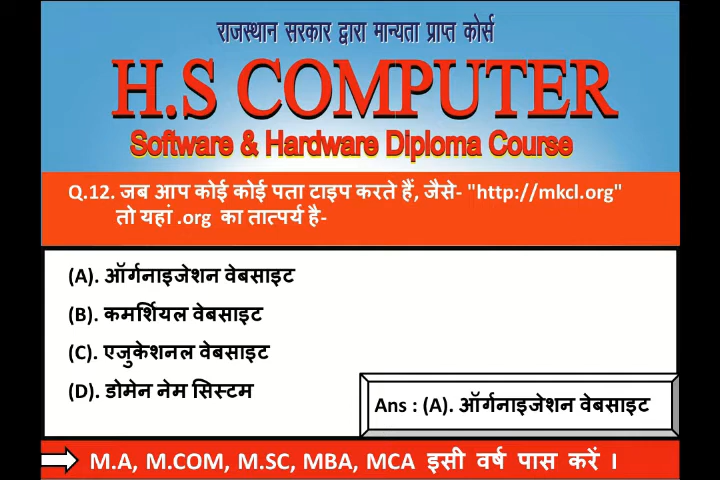 राजस्थान सरकार द्वारा मान्यता प्राप्त कोर्स
H.S COMPUTER
Software & Hardware Diploma Course
Q.12. जब आप कोई कोई पता टाइप करते हैं, जैसे- "http://mkcl.org"
तो यहां .org का तात्पर्य है-
(A). ऑर्गनाइजेशन वेबसाइट
(B). कमर्शियल वेबसाइट
(C). एजुकेशनल वेबसाइट
(D). डोमेन नेम सिस्टम
Ans : (A). ऑर्गनाइजेशन वेबसाइट
M.A, M.COM, M.SC, MBA, MCA इसी वर्ष पास करें ।